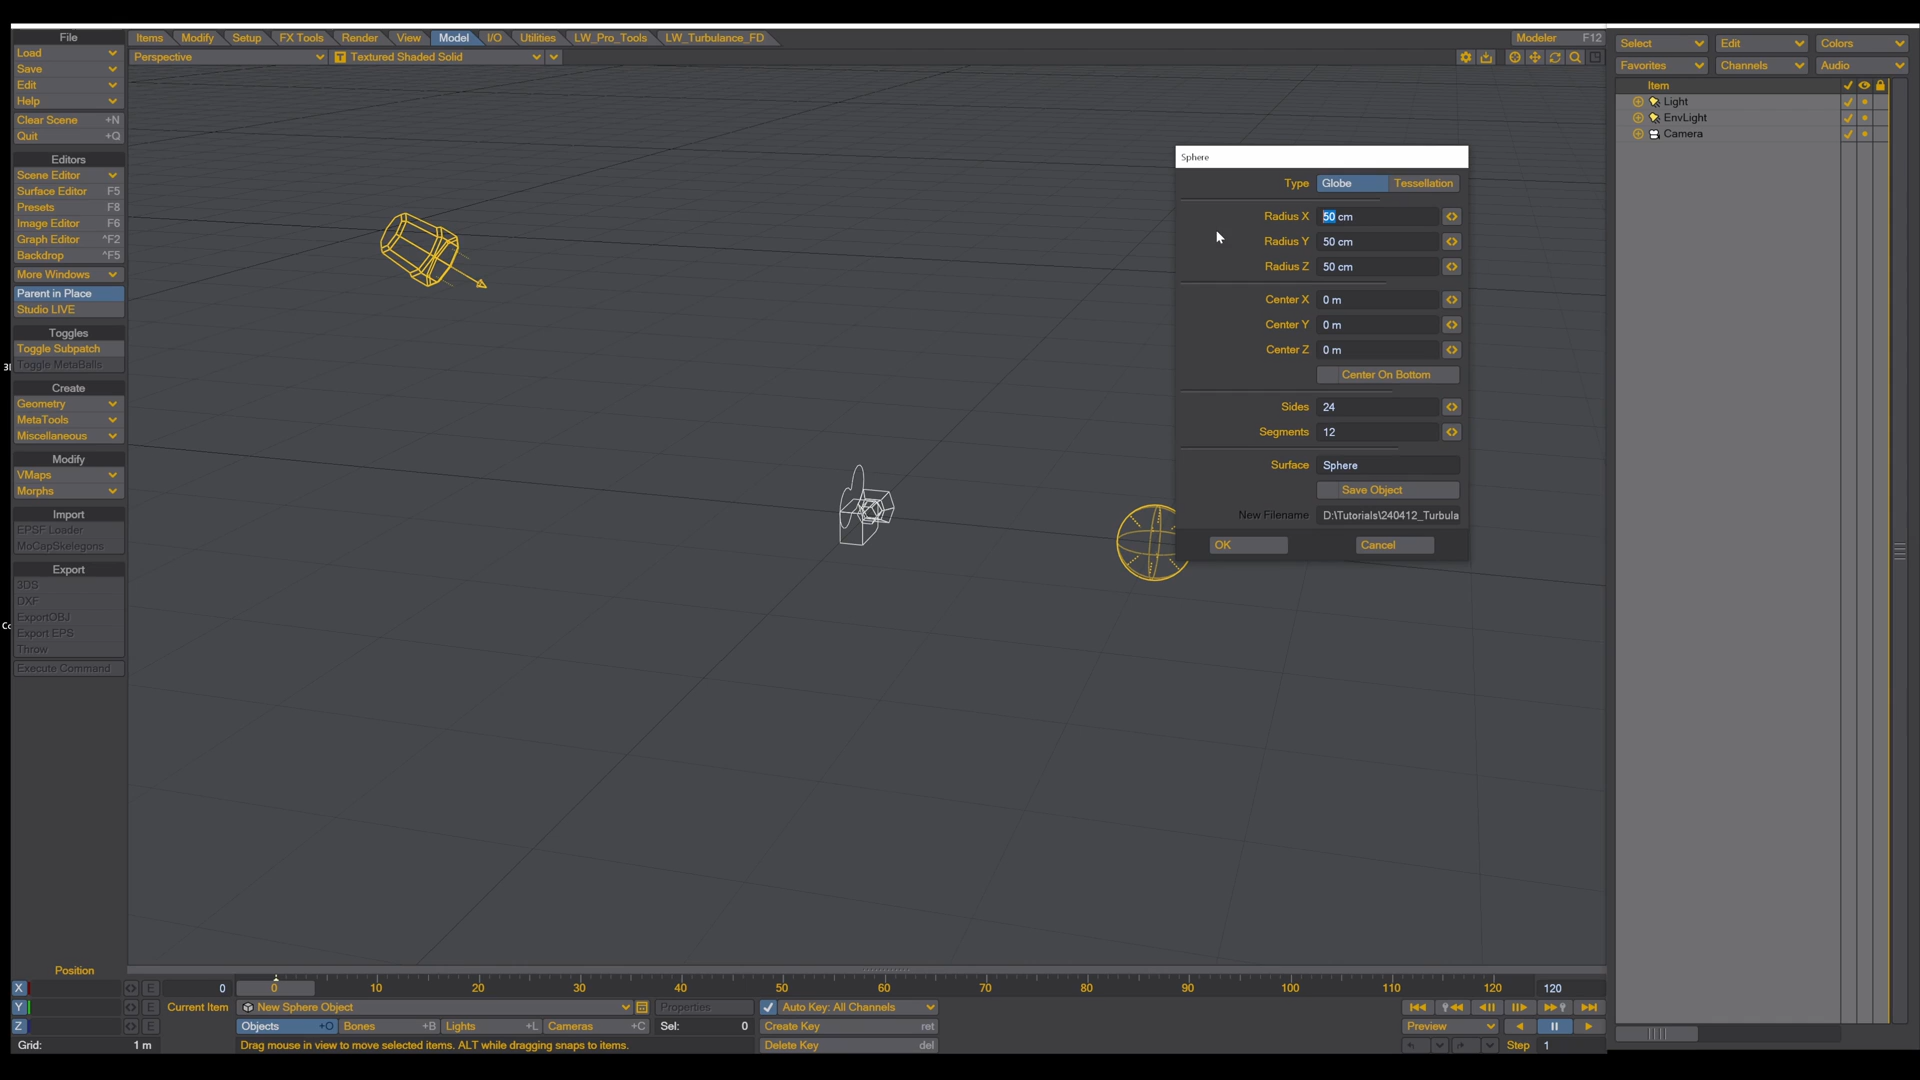 File
Load
Save
Edit
Help
Clear Scene +N
Quit +Q
Editors
Scene Editor
Surface Editor F5
Presets F8
Image Editor F6
Graph Editor ^F2
Backdrop ^F5
More Windows
Parent in Place
Studio LIVE
Toggles
Toggle Subpatch
Toggle MetaBalls
Create
Geometry
MetaTools
Miscellaneous
Modify
VMaps
Morphs
Import
EPSF Loader
MoCapSkelegons
Export
3DS
DXF
ExportOBJ
Export EPS
Throw
Execute Command
Items Modify Setup FX Tools Render View Model I/O Utilities LW_Pro_Tools LW_Turbulance_FD Modeler F12
Perspective T Textured Shaded Solid
Sphere
Type Globe Tessellation
Radius X 50 cm
Radius Y 50 cm
Radius Z 50 cm
Center X 0 m
Center Y 0 m
Center Z 0 m
Center On Bottom
Sides 24
Segments 12
Surface Sphere
Save Object
New Filename D:\Tutorials\240412_Turbula
OK Cancel
Select Edit Colors
Favorites Channels Audio
Item
Light
EnvLight
Camera
Position
X E 0 0 10 20 30 40 50 60 70 80 90 100 110 120 120
Y E Current Item New Sphere Object Properties Auto Key: All Channels
Z E Objects +O Bones +B Lights +L Cameras +C Sel: 0 Create Key ret Preview
Grid: 1 m Drag mouse in view to move selected items. ALT while dragging snaps to items. Delete Key del Step 1